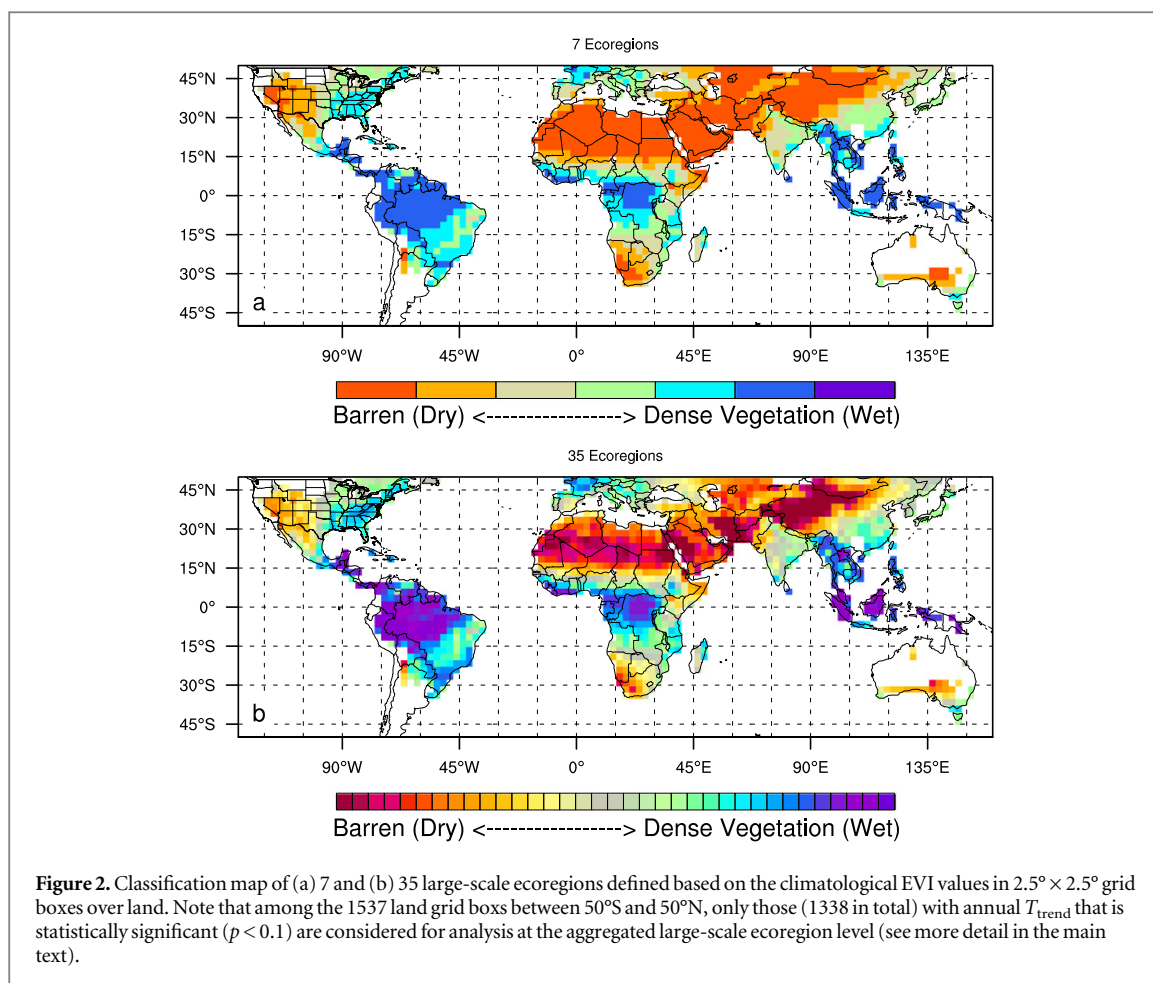 7 Ecoregions
45°N
30°N
15°N
0°
15°S
30°S
45°S
a
90°W 45°W 0° 45°E 90°E 135°E
Barren (Dry) <--------------> Dense Vegetation (Wet)
35 Ecoregions
45°N
30°N
15°N
0°
15°S
30°S
45°S
b
90°W 45°W 0° 45°E 90°E 135°E
Barren (Dry) <--------------> Dense Vegetation (Wet)
Figure 2. Classification map of (a) 7 and (b) 35 large-scale ecoregions defined based on the climatological EVI values in 2.5° × 2.5° grid
boxes over land. Note that among the 1537 land grid boxs between 50°S and 50°N, only those (1338 in total) with annual T_trend that is
statistically significant (p < 0.1) are considered for analysis at the aggregated large-scale ecoregion level (see more detail in the main
text).